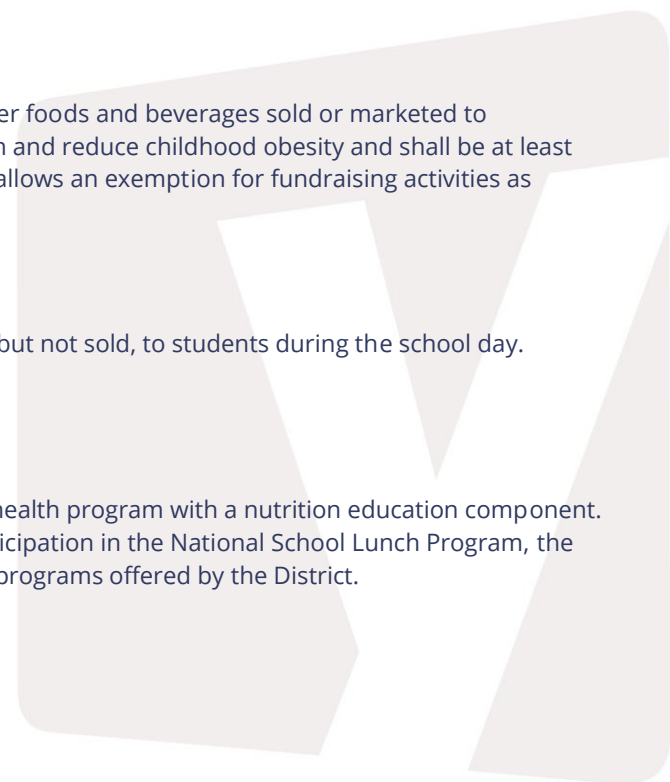 er foods and beverages sold or marketed to
n and reduce childhood obesity and shall be at least
allows an exemption for fundraising activities as
but not sold, to students during the school day.
health program with a nutrition education component.
icipation in the National School Lunch Program, the
programs offered by the District.